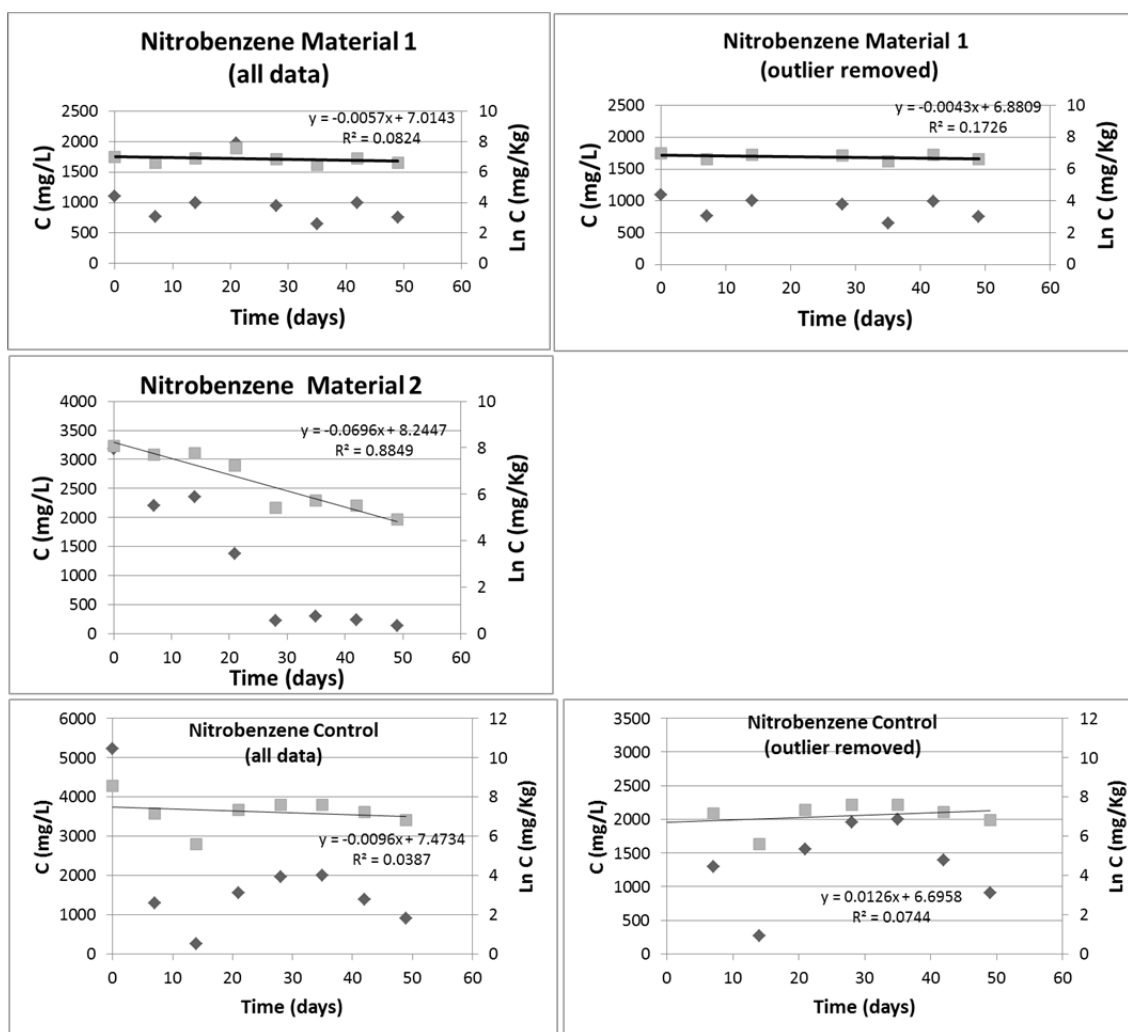 Nitrobenzene Material 1
(all data)
y = -0.0057x + 7.0143
R² = 0.0824
C (mg/L)
2500
2000
1500
1000
500
0
10
8
6
4
2
0
Ln C (mg/Kg)
0 10 20 30 40 50 60
Time (days)
Nitrobenzene Material 1
(outlier removed)
y = -0.0043x + 6.8809
R² = 0.1726
C (mg/L)
2500
2000
1500
1000
500
0
10
8
6
4
2
0
Ln C (mg/Kg)
0 10 20 30 40 50 60
Time (days)
Nitrobenzene Material 2
y = -0.0696x + 8.2447
R² = 0.8849
C (mg/L)
4000
3500
3000
2500
2000
1500
1000
500
0
10
8
6
4
2
0
Ln C (mg/Kg)
0 10 20 30 40 50 60
Time (days)
Nitrobenzene Control
(all data)
y = -0.0096x + 7.4734
R² = 0.0387
C (mg/L)
6000
5000
4000
3000
2000
1000
0
12
10
8
6
4
2
0
Ln C (mg/Kg)
0 10 20 30 40 50 60
Time (days)
Nitrobenzene Control
(outlier removed)
y = 0.0126x + 6.6958
R² = 0.0744
C (mg/L)
3500
3000
2500
2000
1500
1000
500
0
12
10
8
6
4
2
0
Ln C (mg/Kg)
0 10 20 30 40 50 60
Time (days)